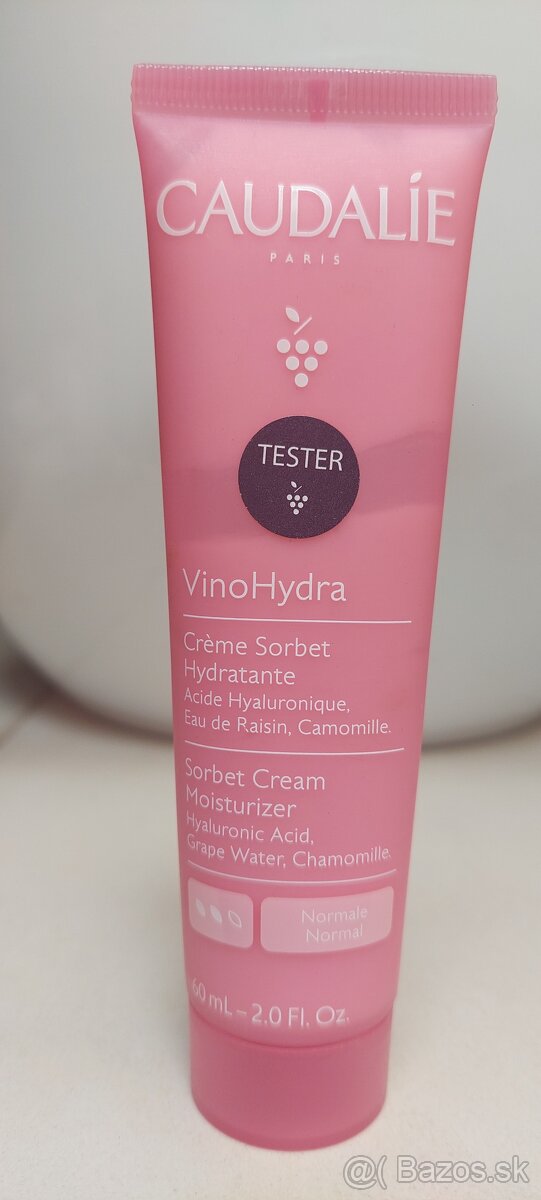 CAUDALÍE
PARIS
TESTER
VinoHydra
Crème Sorbet
Hydratante
Acide Hyaluronique,
Eau de Raisin, Camomille.
Sorbet Cream
Moisturizer
Hyaluronic Acid,
Grape Water, Chamomille.
Normale
Normal
60 mL – 2.0 Fl. Oz.
@( Bazos.sk